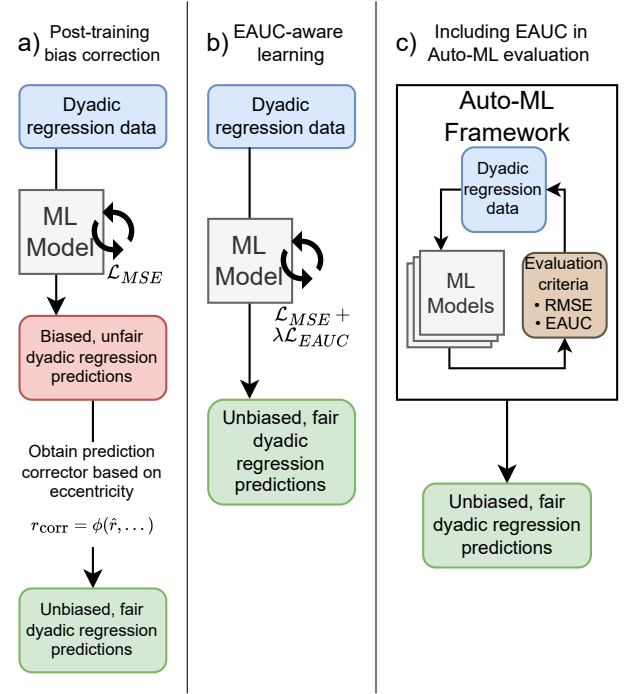 a) Post-training
bias correction
Dyadic
regression data
ML
Model
ℒ_MSE
Biased, unfair
dyadic regression
predictions
Obtain prediction
corrector based on
eccentricity
r_corr = ϕ(r̂, . . . )
Unbiased, fair
dyadic regression
predictions
b) EAUC-aware
learning
Dyadic
regression data
ML
Model
ℒ_MSE +
λℒ_EAUC
Unbiased, fair
dyadic
regression
predictions
c) Including EAUC in
Auto-ML evaluation
Auto-ML
Framework
Dyadic
regression
data
ML
Models
Evaluation
criteria
• RMSE
• EAUC
Unbiased, fair
dyadic regression
predictions